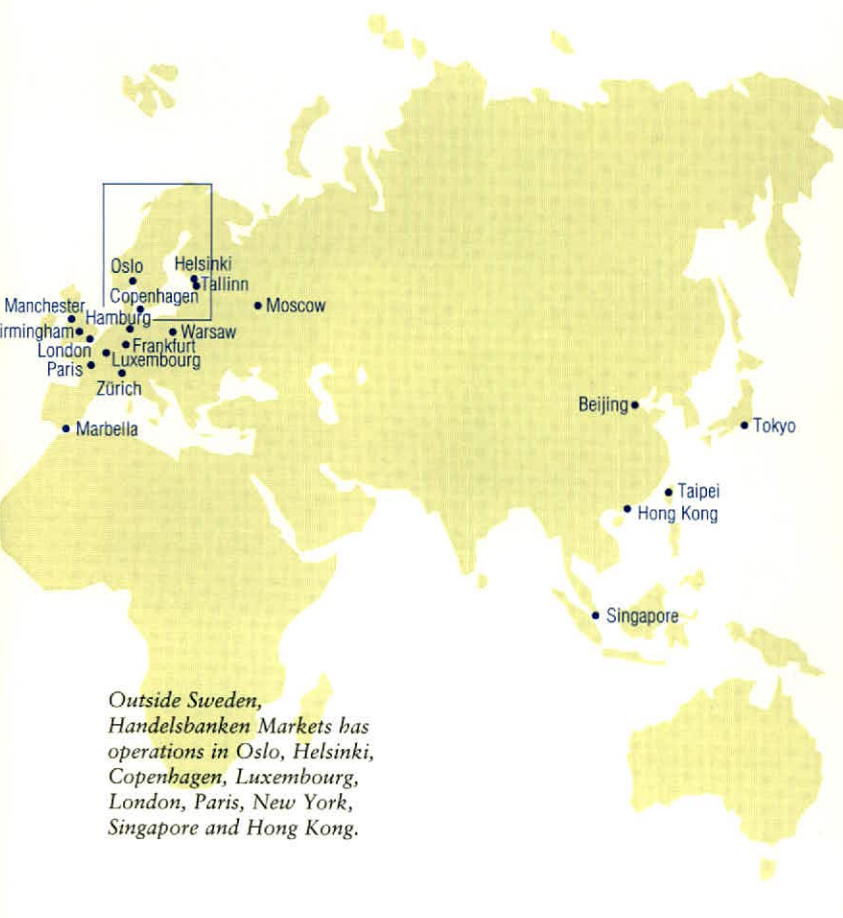 Oslo
Helsinki
Tallinn
Copenhagen
Manchester
Hamburg
Moscow
irmingham
Warsaw
London
Frankfurt
Paris
Luxembourg
Zürich
Marbella
Beijing
Tokyo
Taipei
Hong Kong
Singapore
Outside Sweden,
Handelsbanken Markets has
operations in Oslo, Helsinki,
Copenhagen, Luxembourg,
London, Paris, New York,
Singapore and Hong Kong.